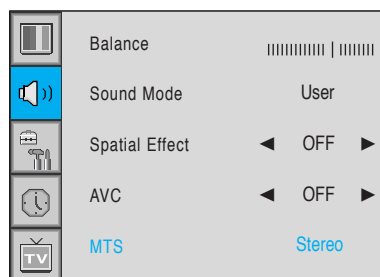 Balance
Sound Mode User
Spatial Effect ◀ OFF ▶
AVC ◀ OFF ▶
MTS Stereo
TV